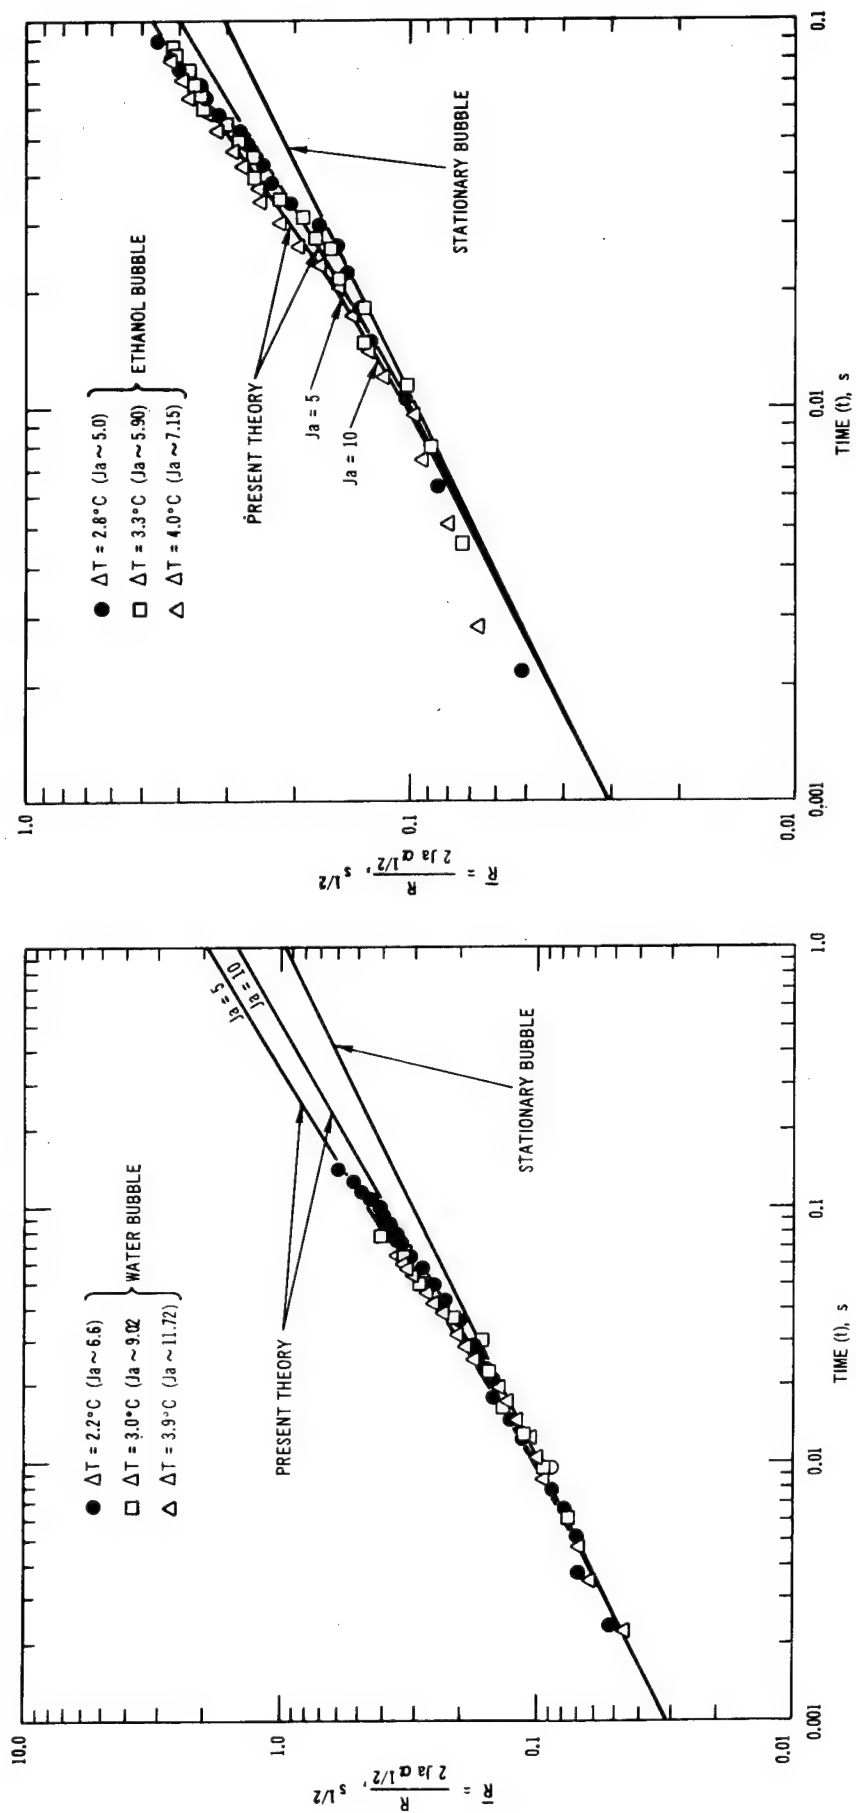 10.0
1.0
0.1
0.01
R̄ = R / 2 Ja α^1/2, s^1/2
0.001
0.01
0.1
1.0
TIME (t), s
● ΔT = 2.2°C (Ja ~ 6.6)
□ ΔT = 3.0°C (Ja ~ 9.02
△ ΔT = 3.9°C (Ja ~ 11.72)
WATER BUBBLE
PRESENT THEORY
Ja = 5
Ja = 10
STATIONARY BUBBLE
1.0
0.1
0.01
R̄ = R / 2 Ja α^1/2, s^1/2
0.001
0.01
0.1
TIME (t), s
● ΔT = 2.8°C (Ja ~ 5.0)
□ ΔT = 3.3°C (Ja ~ 5.90)
△ ΔT = 4.0°C (Ja ~ 7.15)
ETHANOL BUBBLE
PRESENT THEORY
Ja = 5
Ja = 10
STATIONARY BUBBLE